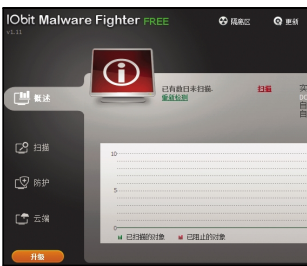 IObit Malware Fighter FREE
v1.11
隔离区
更新
概述
已有数日未扫描.
扫描
重新检测
扫描
防护
云端
升级
10
5
0
已扫描的对象
已阻止的对象